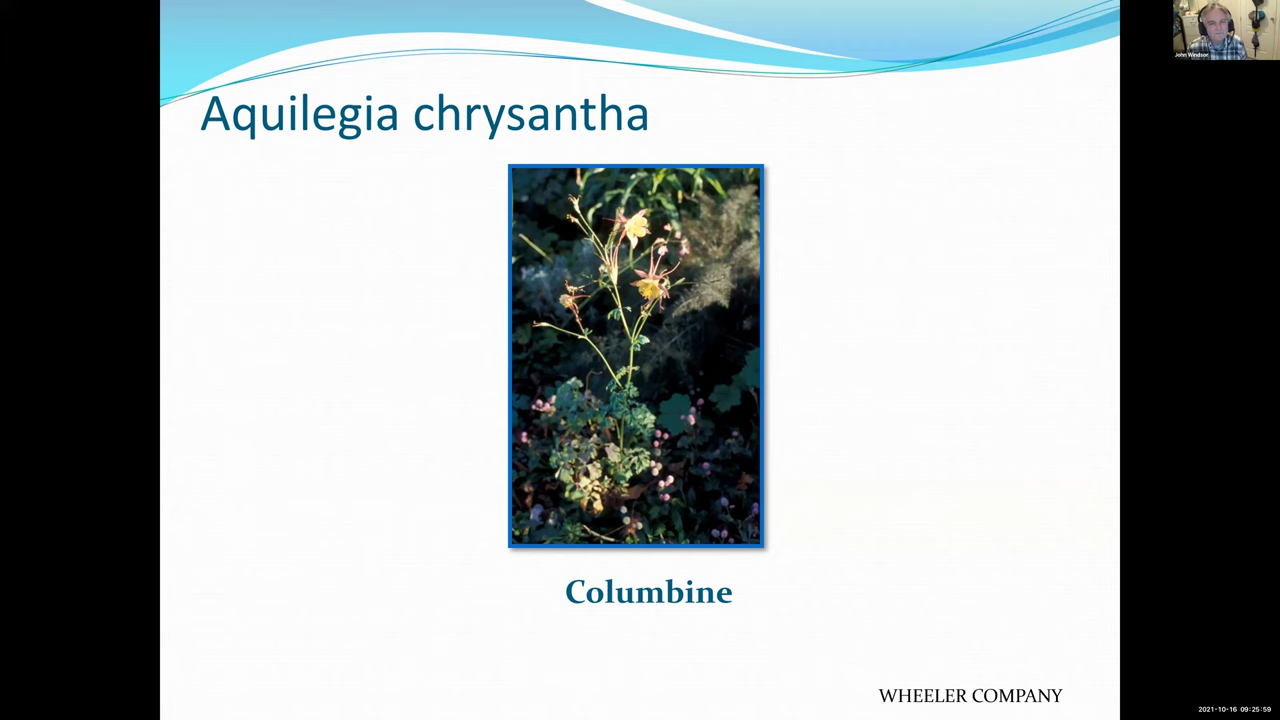 Aquilegia chrysantha
Columbine
WHEELER COMPANY
John Windsor
2021-10-16 09:25:59